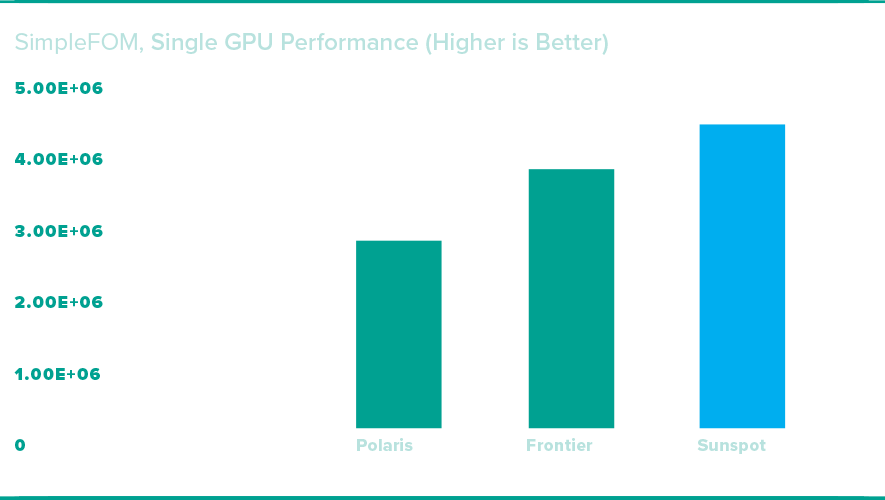 SimpleFOM, Single GPU Performance (Higher is Better)
5.00E+06
4.00E+06
3.00E+06
2.00E+06
1.00E+06
0
Polaris
Frontier
Sunspot